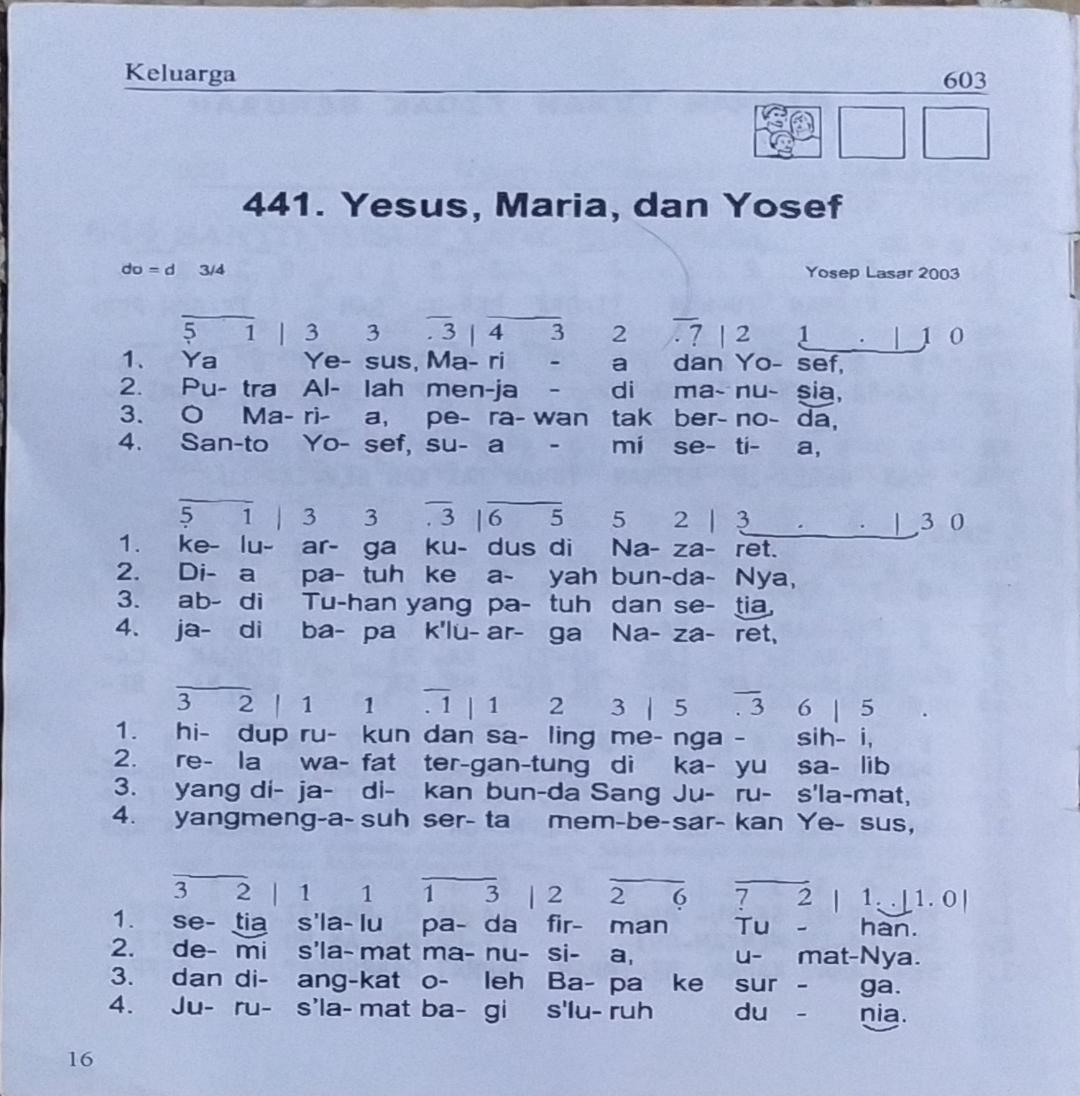 Keluarga 603
441. Yesus, Maria, dan Yosef
do = d 3/4 Yosep Lasar 2003
5̣ 1 | 3 3 . 3 | 4 3 2 . 7̣ | 2 1 . | 1 0
1. Ya Ye- sus, Ma- ri - a dan Yo- sef,
2. Pu- tra Al- lah men-ja - di ma- nu- sia,
3. O Ma- ri- a, pe- ra- wan tak ber- no- da,
4. San-to Yo- sef, su- a - mi se- ti- a,
5̣ 1 | 3 3 . 3 | 6 5 5 2 | 3 . . | 3 0
1. ke- lu- ar- ga ku- dus di Na- za- ret.
2. Di- a pa- tuh ke a- yah bun-da- Nya,
3. ab- di Tu-han yang pa- tuh dan se- tia,
4. ja- di ba- pa k'lu- ar- ga Na- za- ret,
3 2 | 1 1 . 1 | 1 2 3 | 5 . 3 6 | 5 .
1. hi- dup ru- kun dan sa- ling me- nga - sih- i,
2. re- la wa- fat ter-gan-tung di ka- yu sa- lib
3. yang di- ja- di- kan bun-da Sang Ju- ru- s'la-mat,
4. yangmeng-a- suh ser- ta mem-be-sar- kan Ye- sus,
3 2 | 1 1 1 3 | 2 2 6̣ 7̣ 2 | 1. . | 1. 0 |
1. se- tia s'la- lu pa- da fir- man Tu - han.
2. de- mi s'la- mat ma- nu- si- a, u- mat-Nya.
3. dan di- ang-kat o- leh Ba- pa ke sur - ga.
4. Ju- ru- s'la- mat ba- gi s'lu- ruh du - nia.
16